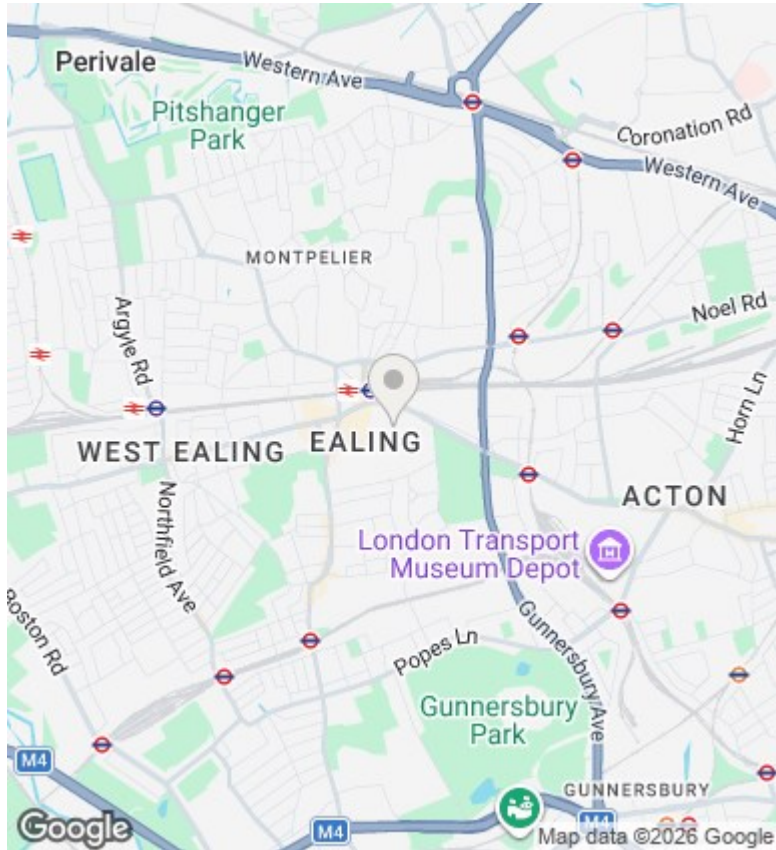 Perivale
Western Ave
Pitshanger
Park
Coronation Rd
Western Ave
MONTPELIER
Argyle Rd
Noel Rd
Horn Ln
WEST EALING
EALING
ACTON
Northfield Ave
London Transport
Museum Depot
Boston Rd
Popes Ln
Gunnersbury Ave
Gunnersbury
Park
M4
GUNNERSBURY
M4
M4
Google
Map data ©2026 Google